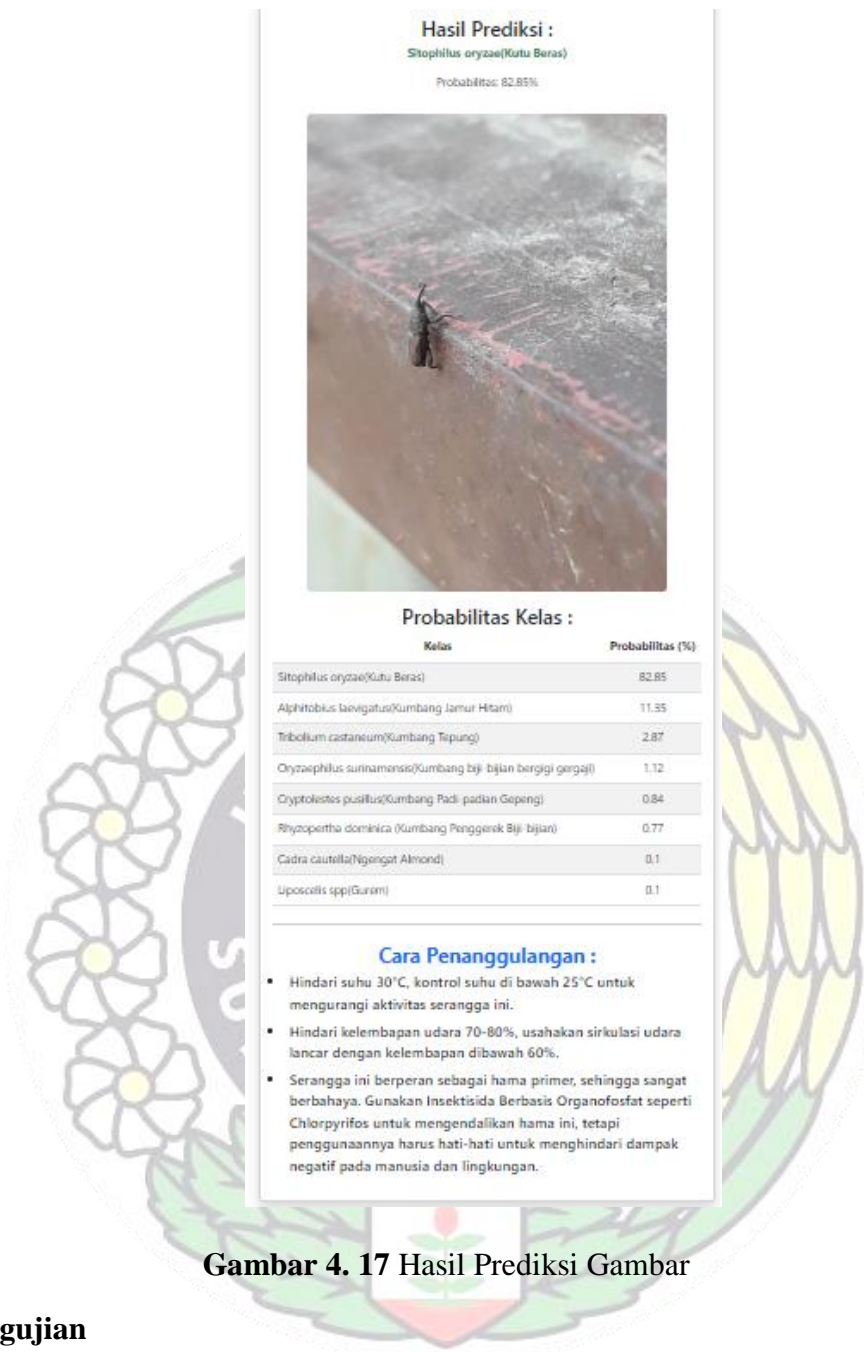 Hasil Prediksi :
Sitophilus oryzae(Kutu Beras)
Probabilitas: 82.85%
Probabilitas Kelas :
Kelas Probabilitas (%)
Sitophilus oryzae(Kutu Beras) 82.85
Alphitobius laevigatus(Kumbang Jamur Hitam) 11.35
Tribolium castaneum(Kumbang Tepung) 2.87
Oryzaephilus surinamensis(Kumbang biji-bijian bergigi gergaji) 1.12
Cryptolestes pusillus(Kumbang Padi-padian Gepeng) 0.84
Rhyzopertha dominica (Kumbang Penggerek Biji-bijian) 0.77
Cadra cautella(Ngengat Almond) 0.1
Liposcelis spp(Gurem) 0.1
Cara Penanggulangan :
• Hindari suhu 30°C, kontrol suhu di bawah 25°C untuk
mengurangi aktivitas serangga ini.
• Hindari kelembapan udara 70-80%, usahakan sirkulasi udara
lancar dengan kelembapan dibawah 60%.
• Serangga ini berperan sebagai hama primer, sehingga sangat
berbahaya. Gunakan Insektisida Berbasis Organofosfat seperti
Chlorpyrifos untuk mengendalikan hama ini, tetapi
penggunaannya harus hati-hati untuk menghindari dampak
negatif pada manusia dan lingkungan.
Gambar 4. 17 Hasil Prediksi Gambar
gujian